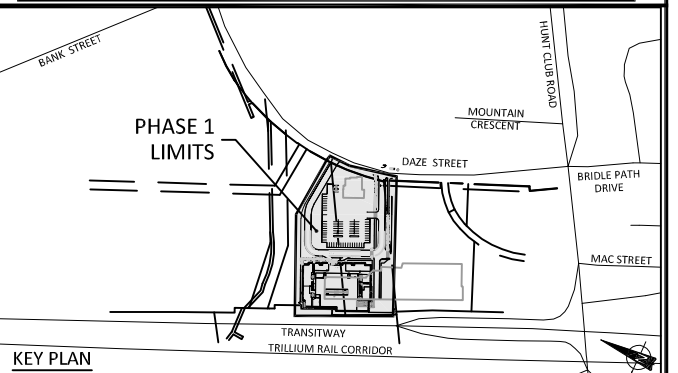 BANK STREET
HUNT CLUB ROAD
MOUNTAIN
CRESCENT
PHASE 1
LIMITS
DAZE STREET
BRIDLE PATH
DRIVE
MAC STREET
TRANSITWAY
TRILLIUM RAIL CORRIDOR
KEY PLAN